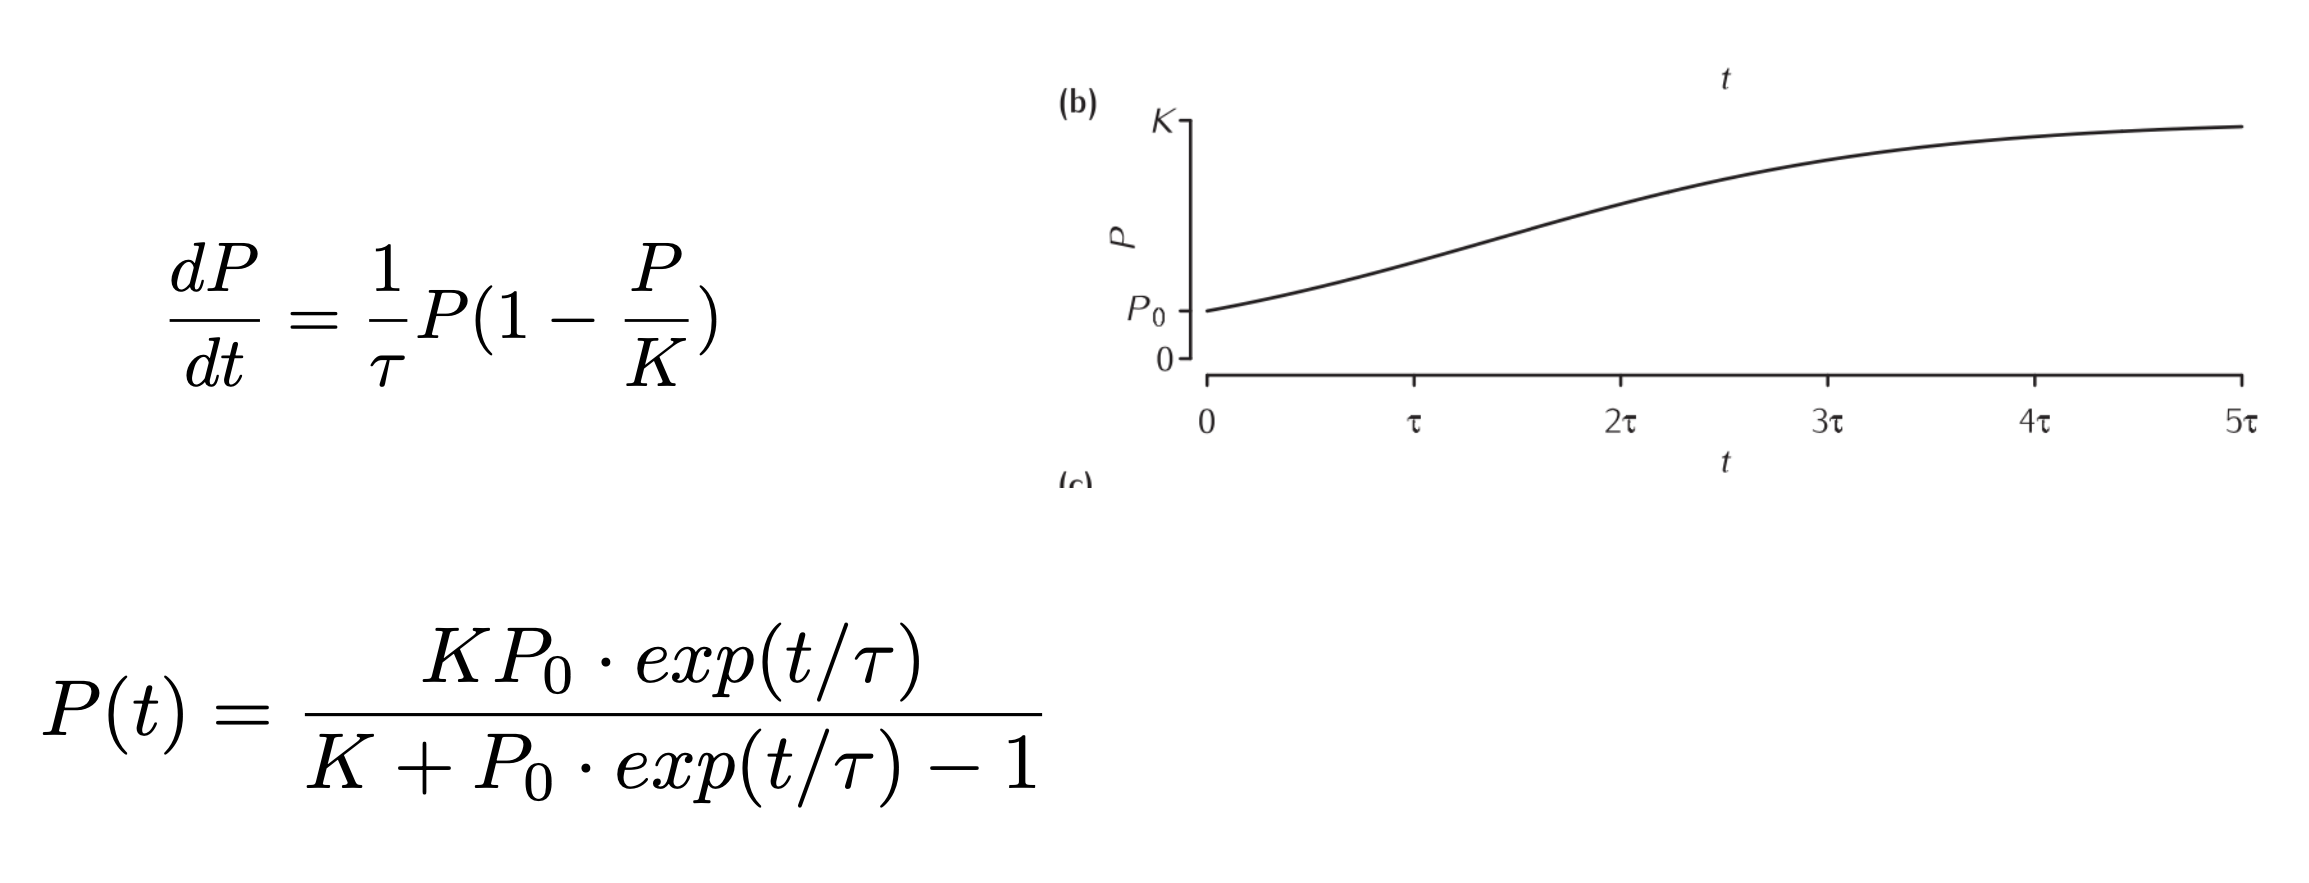 t
(b)
K
P
P₀
0
0 τ 2τ 3τ 4τ 5τ
t
(c)
dP/dt = 1/τ P(1 − P/K)
P(t) = KP₀ · exp(t/τ) / K + P₀ · exp(t/τ) − 1